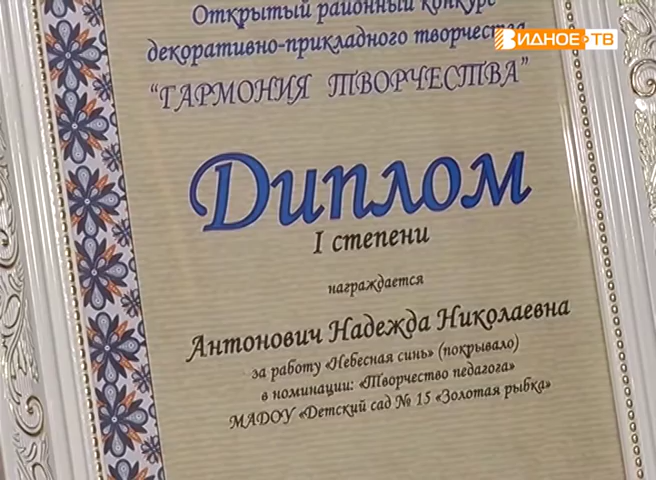 Открытый районный конкурс
декоративно-прикладного творчества
ВИДНОЕ-ТВ
“ГАРМОНИЯ ТВОРЧЕСТВА”
Диплом
I степени
награждается
Антонович Надежда Николаевна
за работу «Небесная синь» (покрывало)
в номинации: «Творчество педагога»
МАДОУ «Детский сад № 15 «Золотая рыбка»